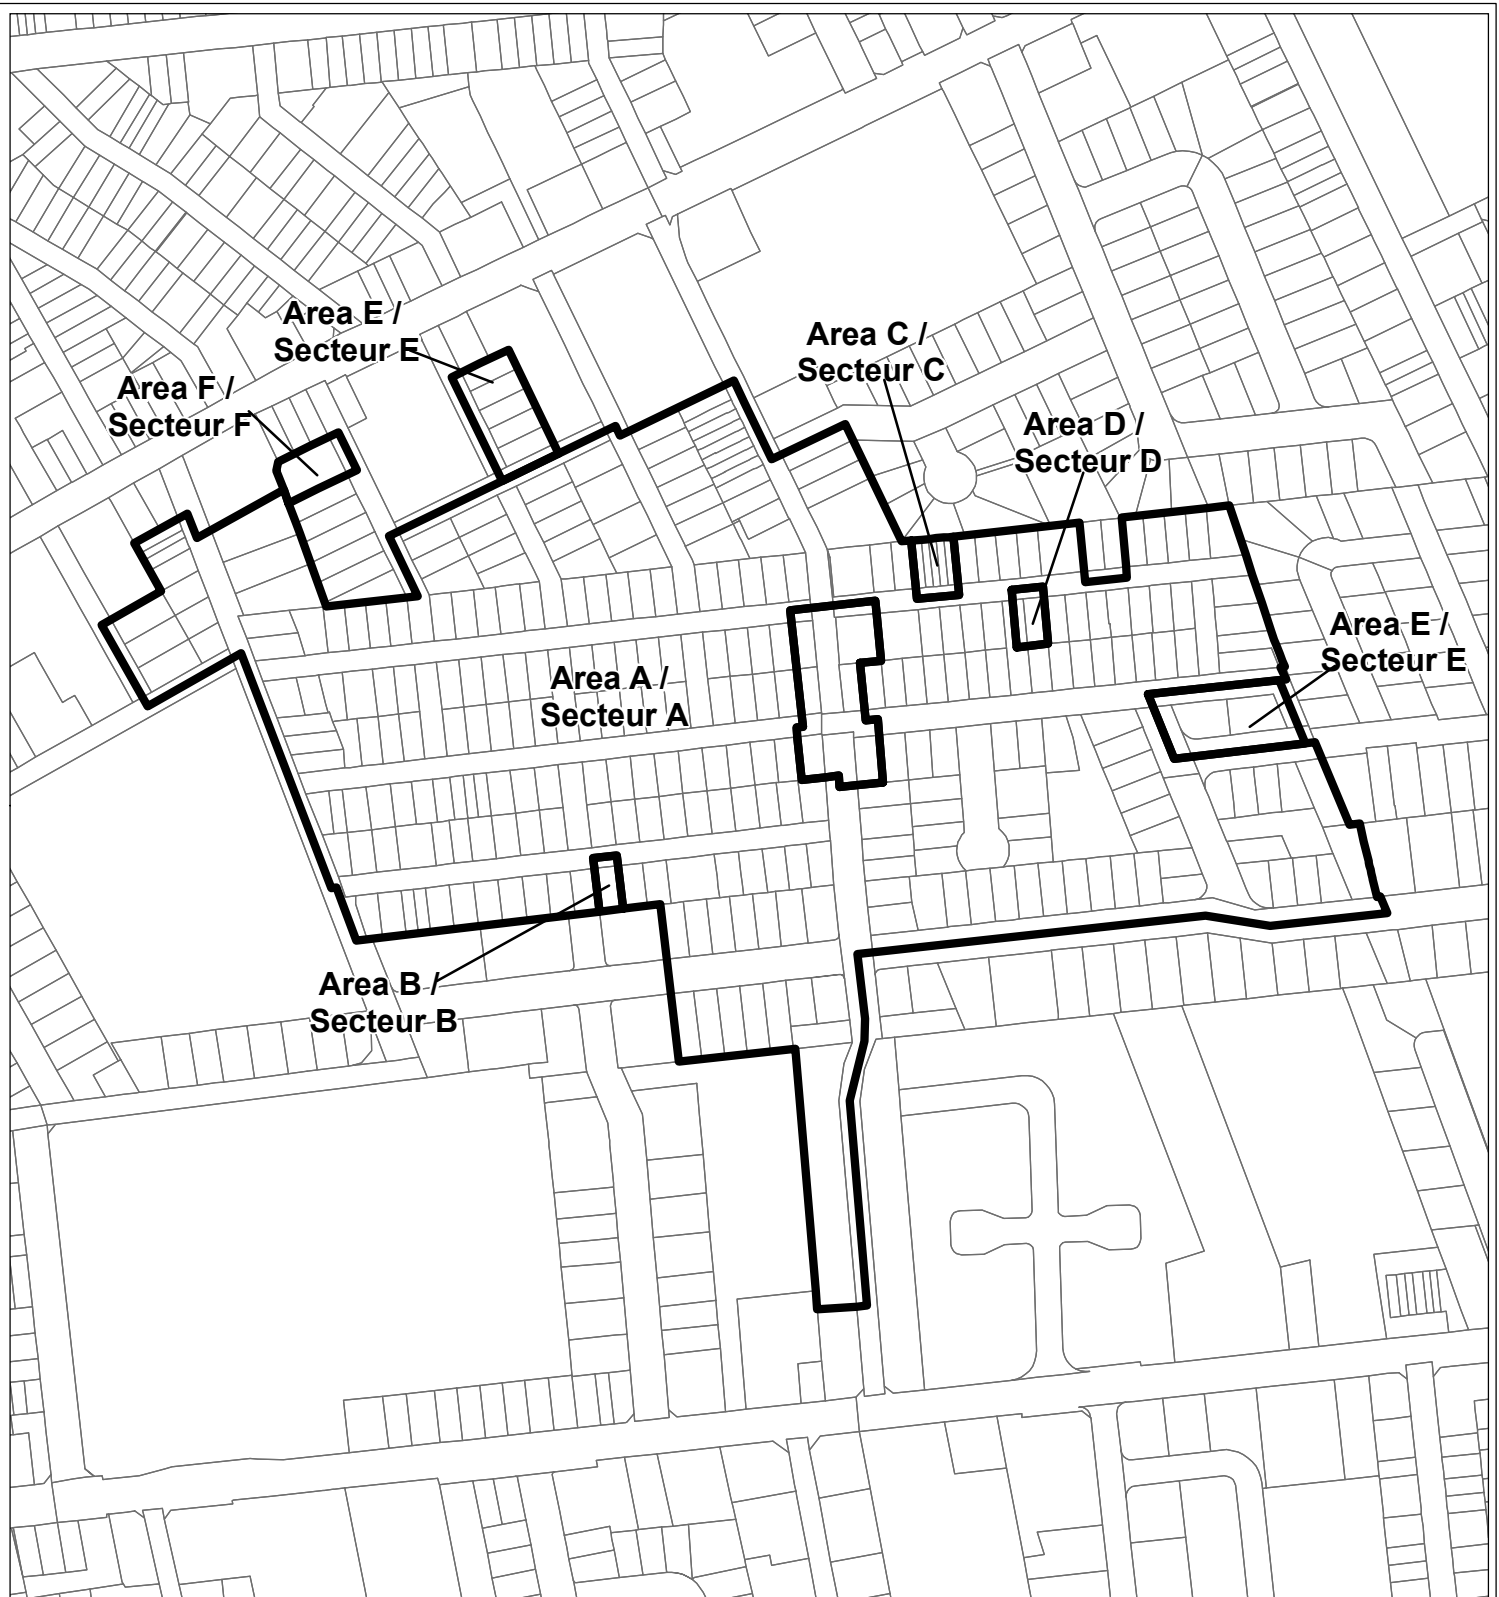 Area E /
Secteur E
Area C /
Secteur C
Area F /
Secteur F
Area D /
Secteur D
Area E /
Secteur E
Area A /
Secteur A
Area B /
Secteur B